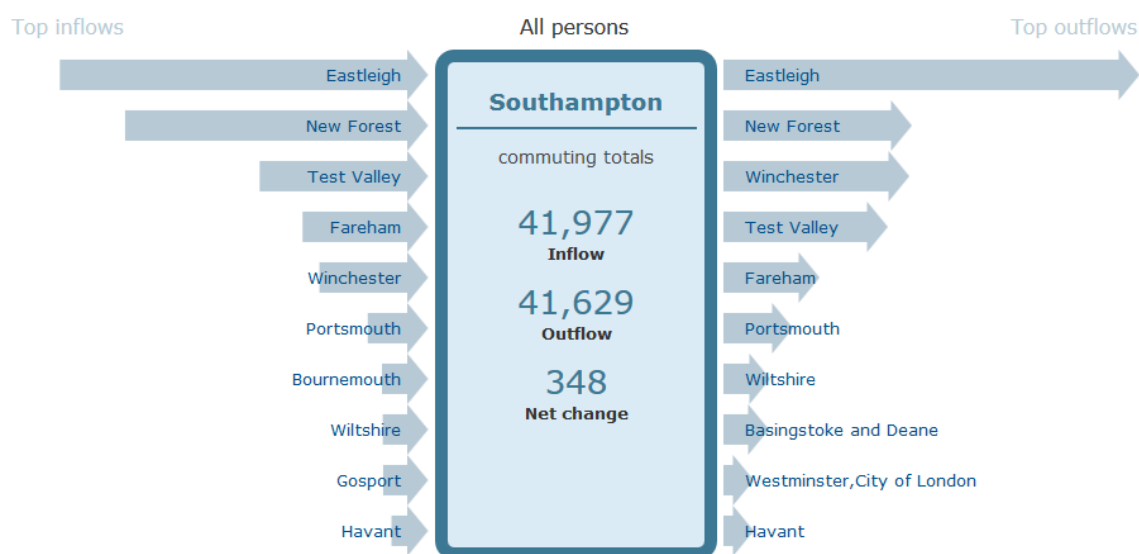 Top inflows
All persons
Top outflows
Eastleigh
New Forest
Test Valley
Fareham
Winchester
Portsmouth
Bournemouth
Wiltshire
Gosport
Havant
Southampton
commuting totals
41,977
Inflow
41,629
Outflow
348
Net change
Eastleigh
New Forest
Winchester
Test Valley
Fareham
Portsmouth
Wiltshire
Basingstoke and Deane
Westminster,City of London
Havant